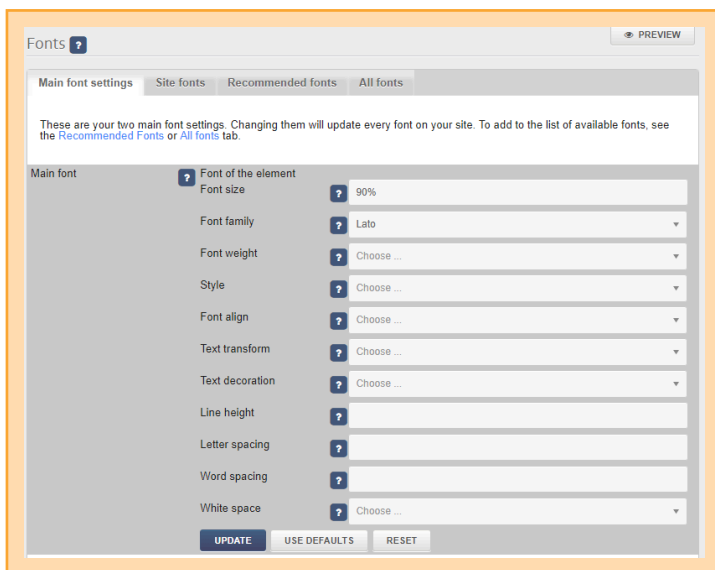 Fonts ?
PREVIEW
Main font settings Site fonts Recommended fonts All fonts
These are your two main font settings. Changing them will update every font on your site. To add to the list of available fonts, see
the Recommended Fonts or All fonts tab.
Main font ? Font of the element
Font size ? 90%
Font family ? Lato
Font weight ? Choose ...
Style ? Choose ...
Font align ? Choose ...
Text transform ? Choose ...
Text decoration ? Choose ...
Line height ?
Letter spacing ?
Word spacing ?
White space ? Choose ...
UPDATE USE DEFAULTS RESET